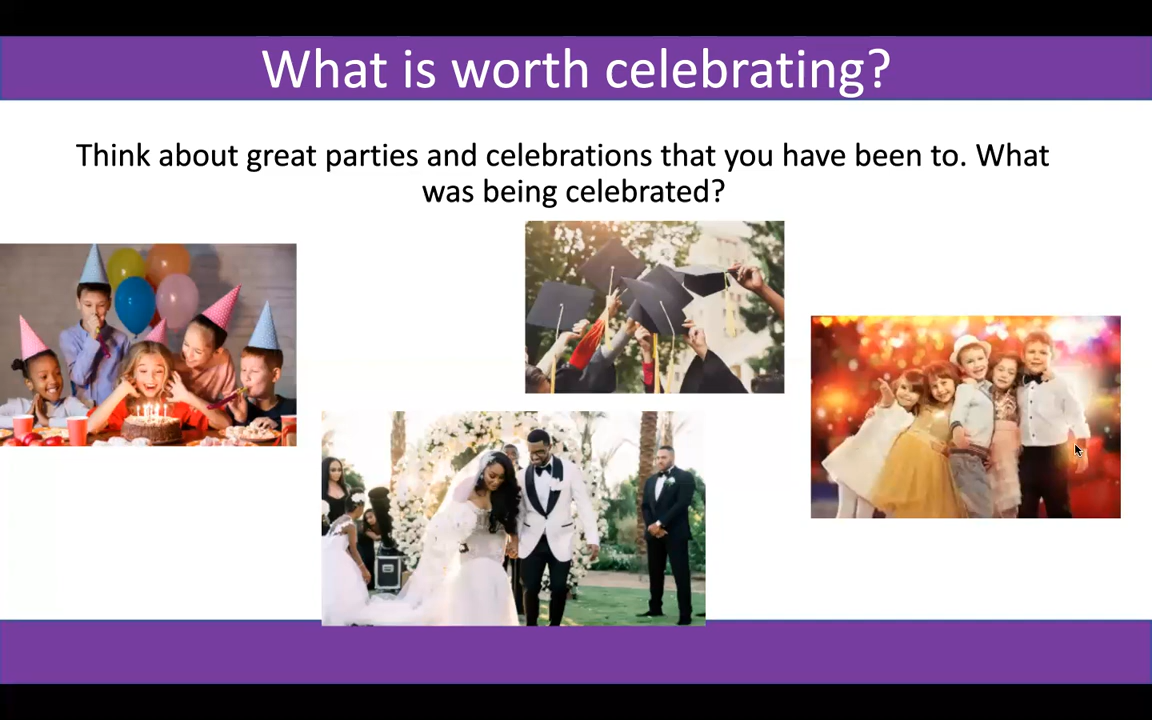 What is worth celebrating?
Think about great parties and celebrations that you have been to. What
was being celebrated?